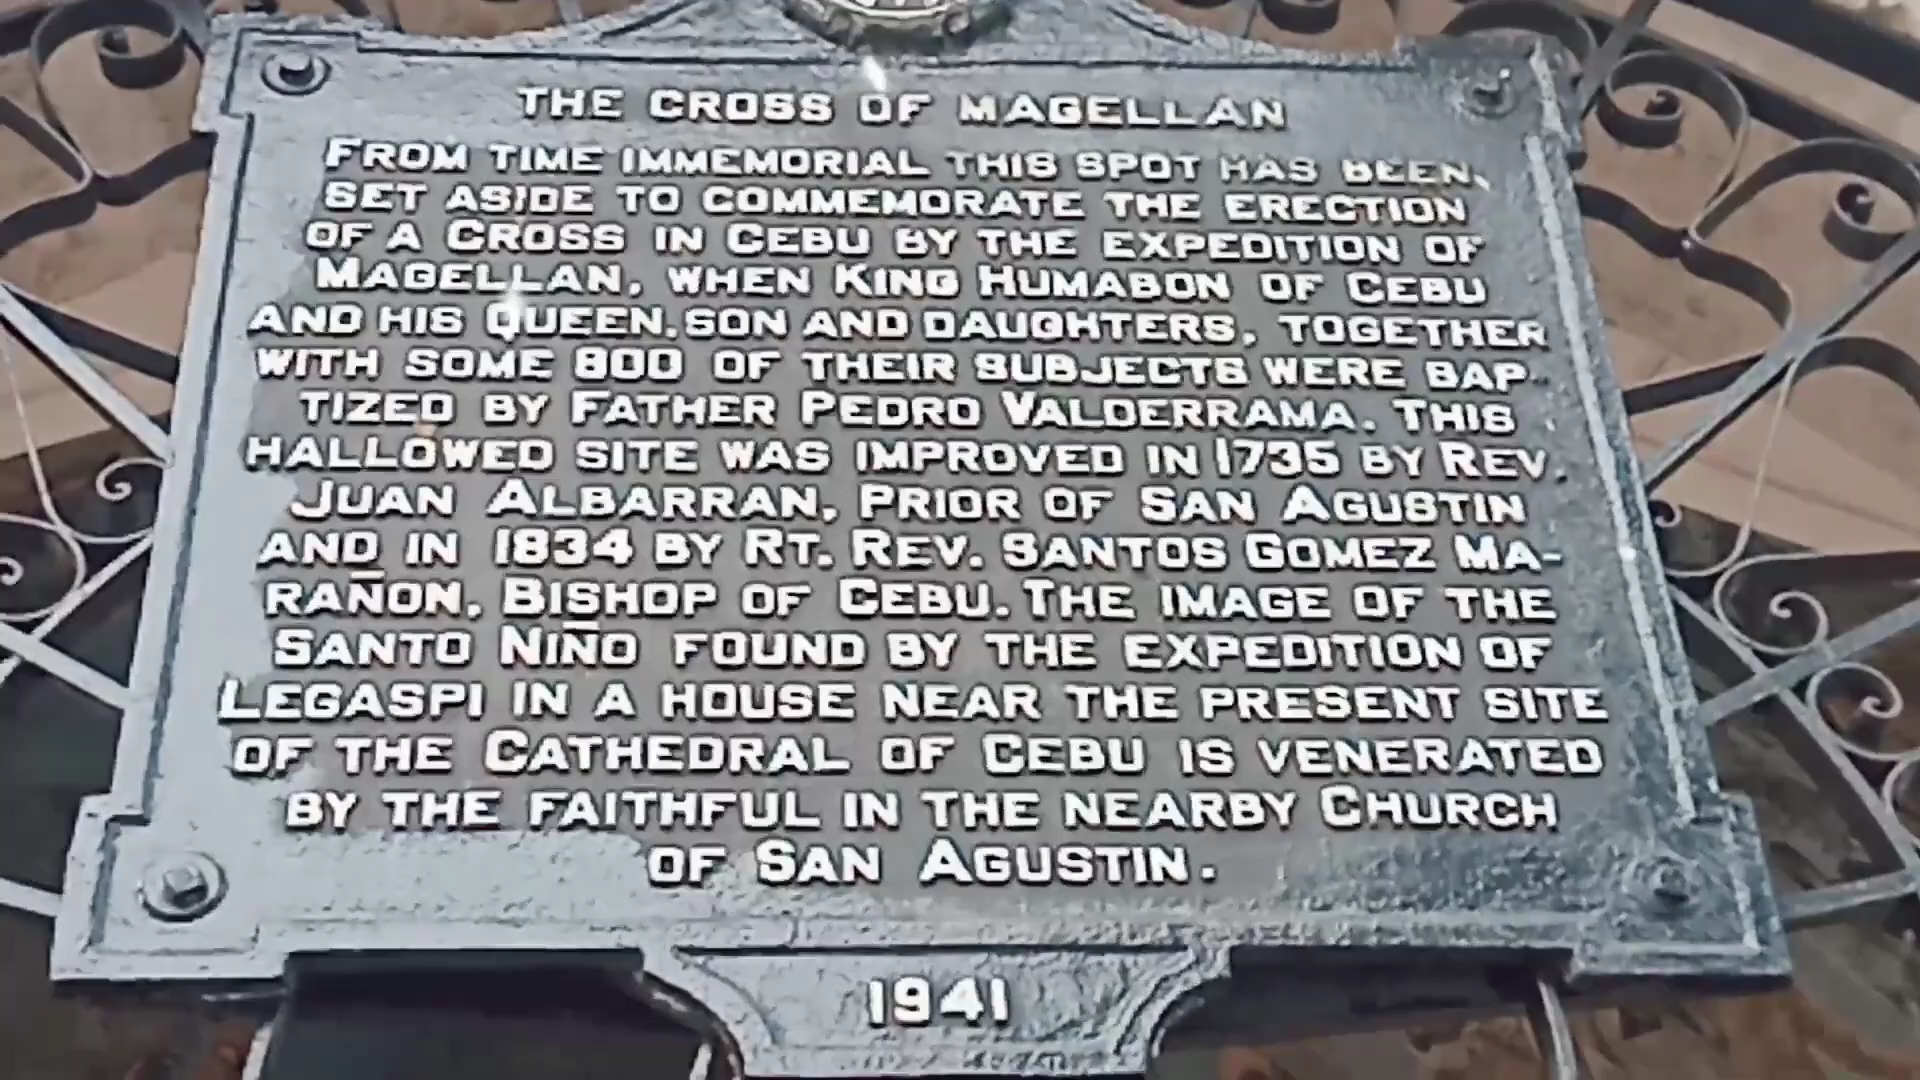 THE CROSS OF MAGELLAN
FROM TIME IMMEMORIAL THIS SPOT HAS BEEN,
SET ASIDE TO COMMEMORATE THE ERECTION
OF A CROSS IN CEBU BY THE EXPEDITION OF
MAGELLAN, WHEN KING HUMABON OF CEBU
AND HIS QUEEN, SON AND DAUGHTERS, TOGETHER
WITH SOME 800 OF THEIR SUBJECTS WERE BAP-
TIZED BY FATHER PEDRO VALDERRAMA. THIS
HALLOWED SITE WAS IMPROVED IN 1735 BY REV.
JUAN ALBARRAN, PRIOR OF SAN AGUSTIN
AND IN 1834 BY RT. REV. SANTOS GOMEZ MA-
RAÑON, BISHOP OF CEBU. THE IMAGE OF THE
SANTO NIÑO FOUND BY THE EXPEDITION OF
LEGASPI IN A HOUSE NEAR THE PRESENT SITE
OF THE CATHEDRAL OF CEBU IS VENERATED
BY THE FAITHFUL IN THE NEARBY CHURCH
OF SAN AGUSTIN.
1941